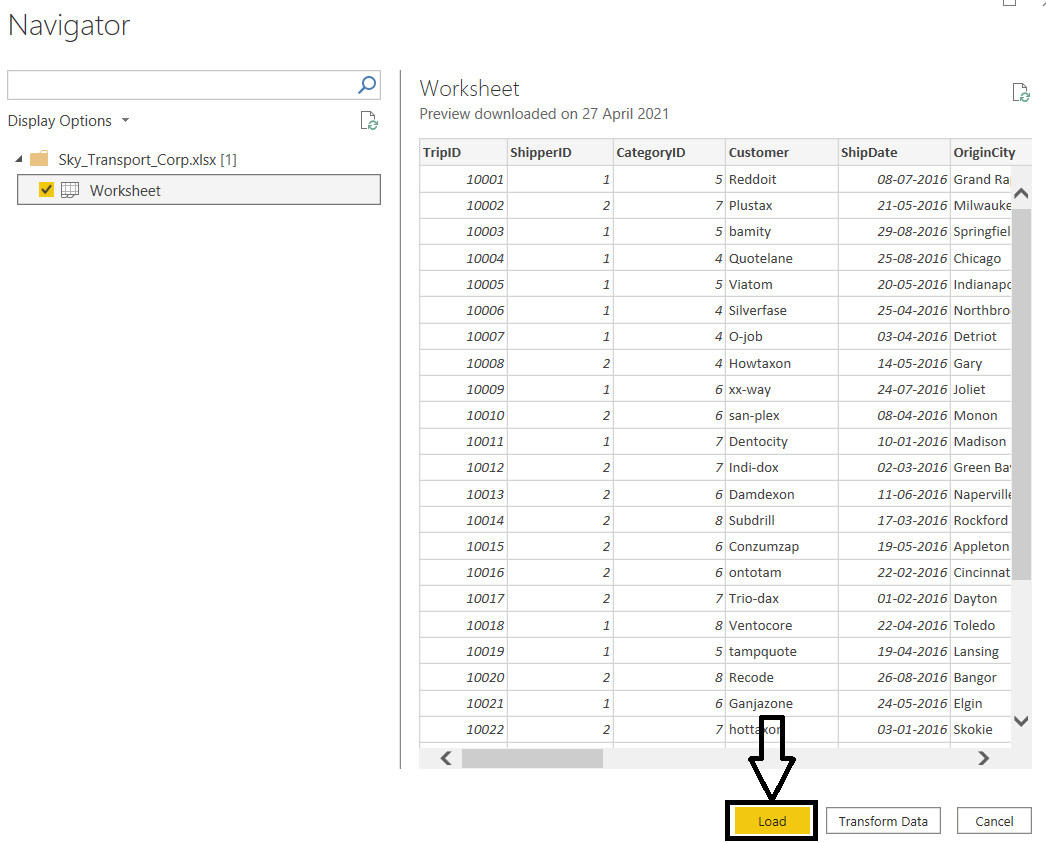 Navigator
Display Options
Sky_Transport_Corp.xlsx [1]
Worksheet
Worksheet
Preview downloaded on 27 April 2021
TripID ShipperID CategoryID Customer ShipDate OriginCity
10001 1 5 Reddoit 08-07-2016 Grand Ra
10002 2 7 Plustax 21-05-2016 Milwauke
10003 1 5 bamity 29-08-2016 Springfiel
10004 1 4 Quotelane 25-08-2016 Chicago
10005 1 5 Viatom 20-05-2016 Indianapo
10006 1 4 Silverfase 25-04-2016 Northbro
10007 1 4 O-job 03-04-2016 Detriot
10008 2 4 Howtaxon 14-05-2016 Gary
10009 1 6 xx-way 24-07-2016 Joliet
10010 2 6 san-plex 08-04-2016 Monon
10011 1 7 Dentocity 10-01-2016 Madison
10012 2 7 Indi-dox 02-03-2016 Green Ba
10013 2 6 Damdexon 11-06-2016 Naperville
10014 2 8 Subdrill 17-03-2016 Rockford
10015 2 6 Conzumzap 19-05-2016 Appleton
10016 2 6 ontotam 22-02-2016 Cincinnat
10017 2 7 Trio-dax 01-02-2016 Dayton
10018 1 8 Ventocore 22-04-2016 Toledo
10019 1 5 tampquote 19-04-2016 Lansing
10020 2 8 Recode 26-08-2016 Bangor
10021 1 6 Ganjazone 24-05-2016 Elgin
10022 2 7 hottaxon 03-01-2016 Skokie
Load Transform Data Cancel